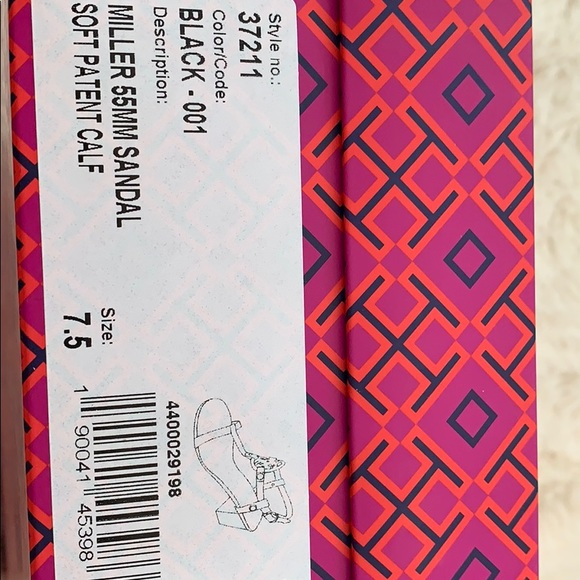 Style no.:
37211
Color/Code:
BLACK - 001
Description:
MILLER 55MM SANDAL
SOFT PATENT CALF
Size:
7.5
4400029198
1 90041 45398